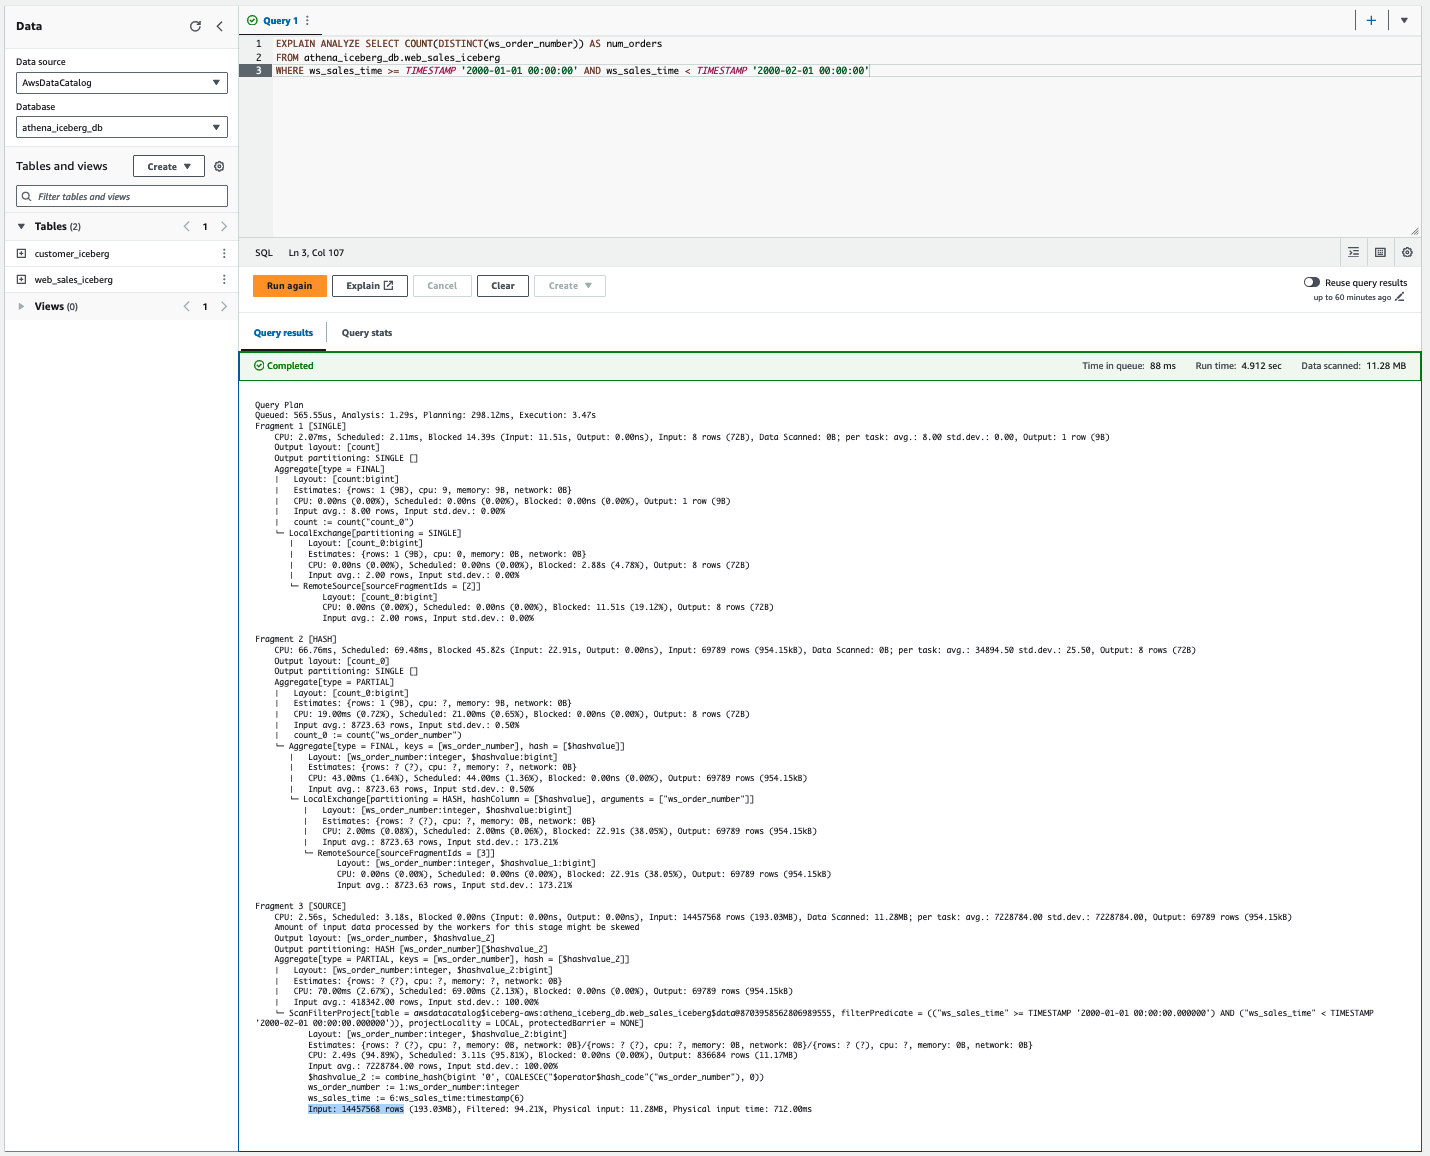 Data
Data source
AwsDataCatalog
Database
athena_iceberg_db
Tables and views
Create
Filter tables and views
Tables (2)
1
customer_iceberg
web_sales_iceberg
Views (0)
1
Query 1
1 EXPLAIN ANALYZE SELECT COUNT(DISTINCT(ws_order_number)) AS num_orders
2 FROM athena_iceberg_db.web_sales_iceberg
3 WHERE ws_sales_time >= TIMESTAMP '2000-01-01 00:00:00' AND ws_sales_time < TIMESTAMP '2000-02-01 00:00:00'
SQL Ln 3, Col 107
Run again
Explain
Cancel
Clear
Create
Reuse query results
up to 60 minutes ago
Query results
Query stats
Completed
Time in queue: 88 ms Run time: 4.912 sec Data scanned: 11.28 MB
Query Plan
Queued: 565.55us, Analysis: 1.29s, Planning: 298.12ms, Execution: 3.47s
Fragment 1 [SINGLE]
CPU: 2.07ms, Scheduled: 2.11ms, Blocked 14.39s (Input: 11.51s, Output: 0.00ns), Input: 8 rows (72B), Data Scanned: 0B; per task: avg.: 8.00 std.dev.: 0.00, Output: 1 row (9B)
Output layout: [count]
Output partitioning: SINGLE []
Aggregate[type = FINAL]
│ Layout: [count:bigint]
│ Estimates: {rows: 1 (9B), cpu: 9, memory: 9B, network: 0B}
│ CPU: 0.00ns (0.00%), Scheduled: 0.00ns (0.00%), Blocked: 0.00ns (0.00%), Output: 1 row (9B)
│ Input avg.: 8.00 rows, Input std.dev.: 0.00%
│ count := count("count_0")
└─ LocalExchange[partitioning = SINGLE]
│ Layout: [count_0:bigint]
│ Estimates: {rows: 1 (9B), cpu: 0, memory: 0B, network: 0B}
│ CPU: 0.00ns (0.00%), Scheduled: 0.00ns (0.00%), Blocked: 2.88s (4.78%), Output: 8 rows (72B)
│ Input avg.: 2.00 rows, Input std.dev.: 0.00%
└─ RemoteSource[sourceFragmentIds = [2]]
Layout: [count_0:bigint]
CPU: 0.00ns (0.00%), Scheduled: 0.00ns (0.00%), Blocked: 11.51s (19.12%), Output: 8 rows (72B)
Input avg.: 2.00 rows, Input std.dev.: 0.00%
Fragment 2 [HASH]
CPU: 66.76ms, Scheduled: 69.48ms, Blocked 45.82s (Input: 22.91s, Output: 0.00ns), Input: 69789 rows (954.15kB), Data Scanned: 0B; per task: avg.: 34894.50 std.dev.: 25.50, Output: 8 rows (72B)
Output layout: [count_0]
Output partitioning: SINGLE []
Aggregate[type = PARTIAL]
│ Layout: [count_0:bigint]
│ Estimates: {rows: 1 (9B), cpu: ?, memory: 9B, network: 0B}
│ CPU: 19.00ms (0.72%), Scheduled: 21.00ms (0.65%), Blocked: 0.00ns (0.00%), Output: 8 rows (72B)
│ Input avg.: 8723.63 rows, Input std.dev.: 0.50%
│ count_0 := count("ws_order_number")
└─ Aggregate[type = FINAL, keys = [ws_order_number], hash = [$hashvalue]]
│ Layout: [ws_order_number:integer, $hashvalue:bigint]
│ Estimates: {rows: ? (?), cpu: ?, memory: ?, network: 0B}
│ CPU: 43.00ms (1.64%), Scheduled: 44.00ms (1.36%), Blocked: 0.00ns (0.00%), Output: 69789 rows (954.15kB)
│ Input avg.: 8723.63 rows, Input std.dev.: 0.50%
└─ LocalExchange[partitioning = HASH, hashColumn = [$hashvalue], arguments = ["ws_order_number"]]
│ Layout: [ws_order_number:integer, $hashvalue:bigint]
│ Estimates: {rows: ? (?), cpu: ?, memory: 0B, network: 0B}
│ CPU: 2.00ms (0.08%), Scheduled: 2.00ms (0.06%), Blocked: 22.91s (38.05%), Output: 69789 rows (954.15kB)
│ Input avg.: 8723.63 rows, Input std.dev.: 173.21%
└─ RemoteSource[sourceFragmentIds = [3]]
Layout: [ws_order_number:integer, $hashvalue_1:bigint]
CPU: 0.00ns (0.00%), Scheduled: 0.00ns (0.00%), Blocked: 22.91s (38.05%), Output: 69789 rows (954.15kB)
Input avg.: 8723.63 rows, Input std.dev.: 173.21%
Fragment 3 [SOURCE]
CPU: 2.56s, Scheduled: 3.18s, Blocked 0.00ns (Input: 0.00ns, Output: 0.00ns), Input: 14457568 rows (193.03MB), Data Scanned: 11.28MB; per task: avg.: 7228784.00 std.dev.: 7228784.00, Output: 69789 rows (954.15kB)
Amount of input data processed by the workers for this stage might be skewed
Output layout: [ws_order_number, $hashvalue_2]
Output partitioning: HASH [ws_order_number][$hashvalue_2]
Aggregate[type = PARTIAL, keys = [ws_order_number], hash = [$hashvalue_2]]
│ Layout: [ws_order_number:integer, $hashvalue_2:bigint]
│ Estimates: {rows: ? (?), cpu: ?, memory: ?, network: 0B}
│ CPU: 70.00ms (2.67%), Scheduled: 69.00ms (2.13%), Blocked: 0.00ns (0.00%), Output: 69789 rows (954.15kB)
│ Input avg.: 418342.00 rows, Input std.dev.: 100.00%
└─ ScanFilterProject[table = awsdatacatalog$iceberg-aws:athena_iceberg_db.web_sales_iceberg$data@8703958562806989555, filterPredicate = (("ws_sales_time" >= TIMESTAMP '2000-01-01 00:00:00.000000') AND ("ws_sales_time" < TIMESTAMP
'2000-02-01 00:00:00.000000')), projectLocality = LOCAL, protectedBarrier = NONE]
Layout: [ws_order_number:integer, $hashvalue_2:bigint]
Estimates: {rows: ? (?), cpu: ?, memory: 0B, network: 0B}/{rows: ? (?), cpu: ?, memory: 0B, network: 0B}/{rows: ? (?), cpu: ?, memory: 0B, network: 0B}
CPU: 2.49s (94.89%), Scheduled: 3.11s (95.81%), Blocked: 0.00ns (0.00%), Output: 836684 rows (11.17MB)
Input avg.: 7228784.00 rows, Input std.dev.: 100.00%
$hashvalue_2 := combine_hash(bigint '0', COALESCE("$operator$hash_code"("ws_order_number"), 0))
ws_order_number := 1:ws_order_number:integer
ws_sales_time := 6:ws_sales_time:timestamp(6)
Input: 14457568 rows (193.03MB), Filtered: 94.21%, Physical input: 11.28MB, Physical input time: 712.00ms